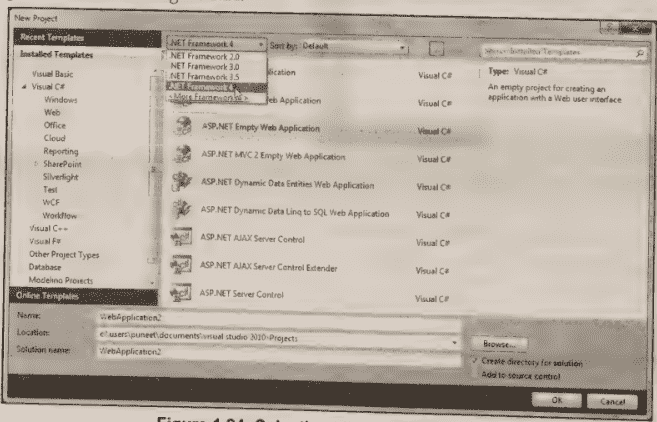 New Project
Recent Templates
.NET Framework 4
Sort by: Default
Search Installed Templates
Installed Templates
.NET Framework 2.0
.NET Framework 3.0
.NET Framework 3.5
.NET Framework 4
<More Frameworks>
Visual Basic
Visual C#
Windows
Web
Office
Cloud
Reporting
SharePoint
Silverlight
Test
WCF
Workflow
Visual C++
Visual F#
Other Project Types
Database
Modeling Projects
Online Templates
lication Visual C#
eb Application Visual C#
ASP.NET Empty Web Application Visual C#
ASP.NET MVC 2 Empty Web Application Visual C#
ASP.NET Dynamic Data Entities Web Application Visual C#
ASP.NET Dynamic Data Linq to SQL Web Application Visual C#
ASP.NET AJAX Server Control Visual C#
ASP.NET AJAX Server Control Extender Visual C#
ASP.NET Server Control Visual C#
Type: Visual C#
An empty project for creating an
application with a Web user interface
Name: WebApplication2
Location: users\puneet\documents\visual studio 2010\Projects
Browse...
Solution name: WebApplication2
Create directory for solution
Add to source control
OK Cancel